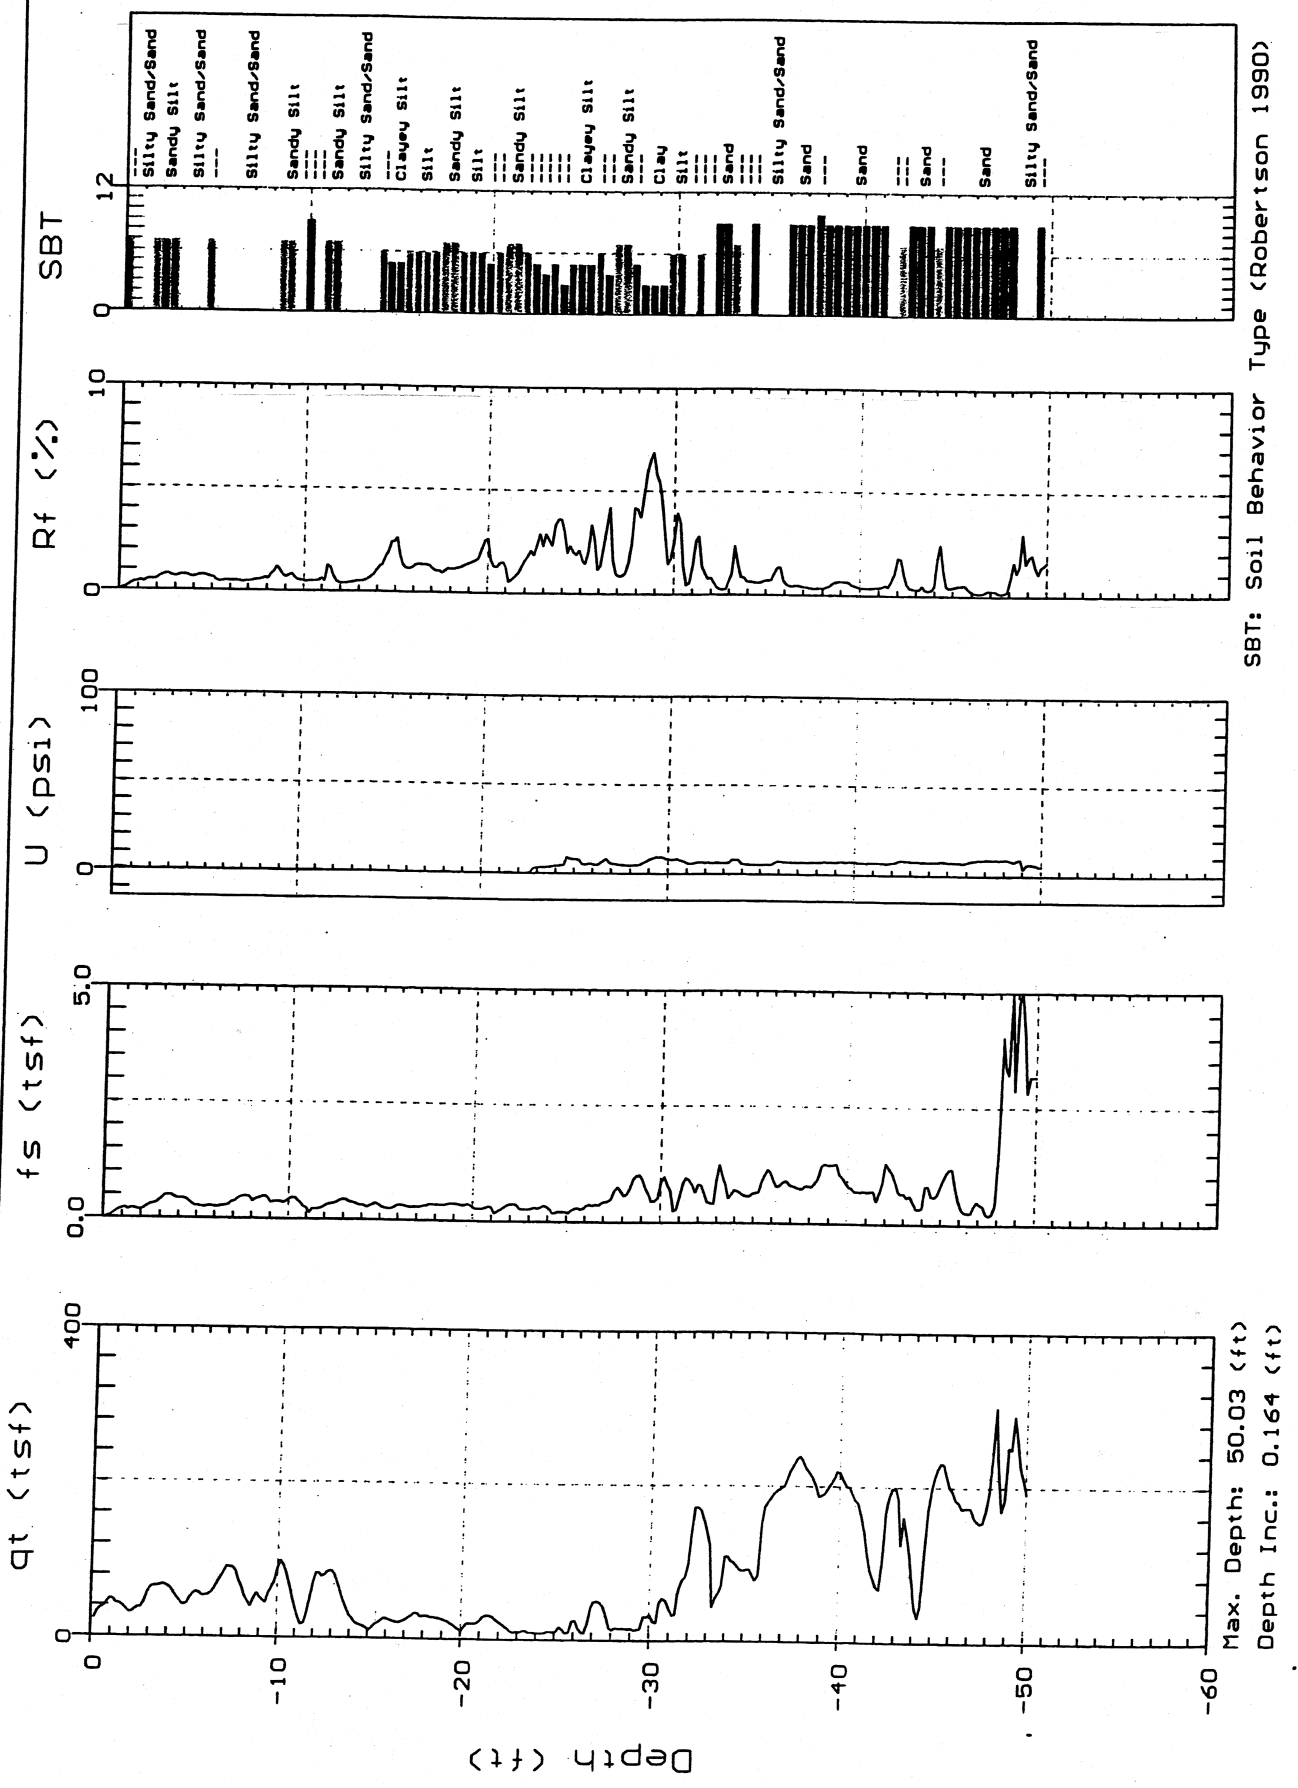 qt (tsf)
fs (tsf)
U (psi)
Rf (%)
SBT
0
400
0.0
5.0
0
100
0
10
0
12
Depth (ft)
0
-10
-20
-30
-40
-50
-60
---
Silty Sand/Sand
Sandy Silt
Silty Sand/Sand
---
Silty Sand/Sand
Sandy Silt
---
---
---
Sandy Silt
Silty Sand/Sand
---
Clayey Silt
Silt
Sandy Silt
Silt
---
---
Sandy Silt
---
---
---
---
---
Clayey Silt
---
---
Sandy Silt
---
Clay
Silt
---
---
---
Sand
---
---
---
Silty Sand/Sand
Sand
---
Sand
---
---
Sand
---
Sand
Silty Sand/Sand
---
Max. Depth: 50.03 (ft)
Depth Inc.: 0.164 (ft)
SBT: Soil Behavior Type (Robertson 1990)